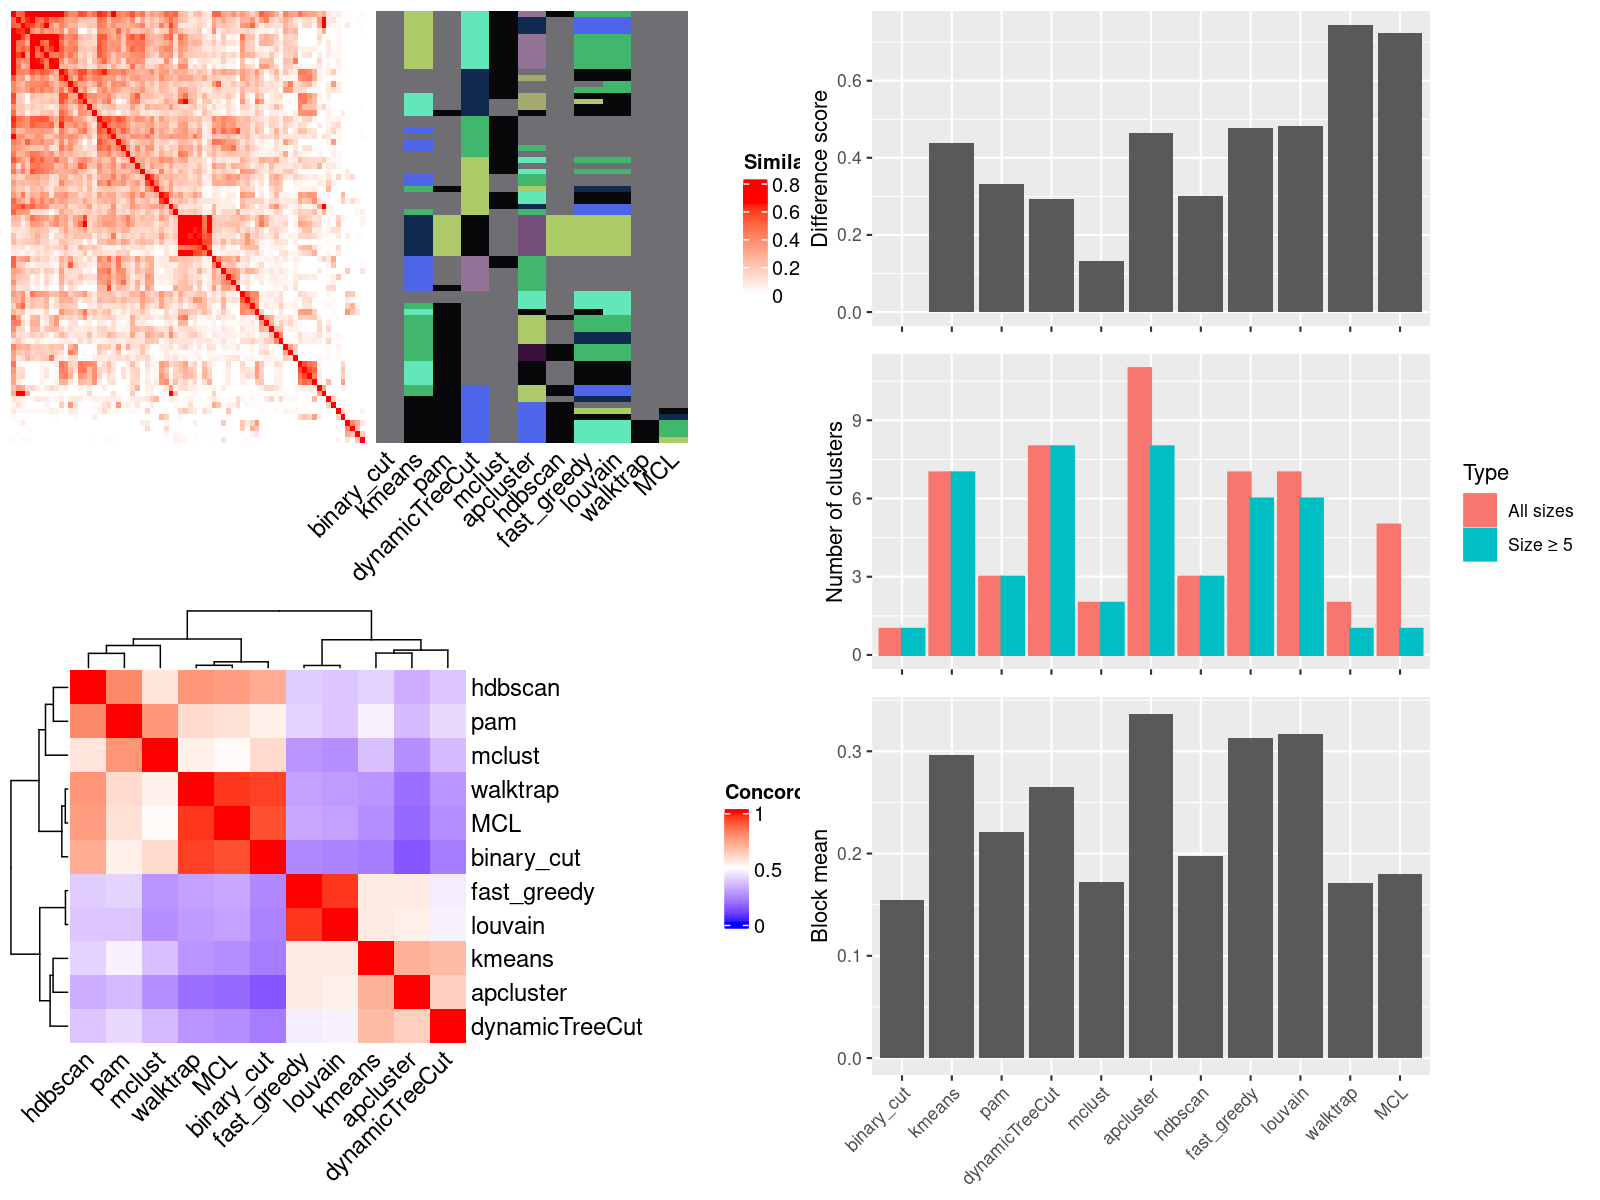 Simila
0.8
0.6
0.4
0.2
0
binary_cut
kmeans
pam
dynamicTreeCut
mclust
apcluster
hdbscan
fast_greedy
louvain
walktrap
MCL
Difference score
0.6
0.4
0.2
0.0
Number of clusters
9
6
3
0
Type
All sizes
Size ≥ 5
hdbscan
pam
mclust
walktrap
MCL
binary_cut
fast_greedy
louvain
kmeans
apcluster
dynamicTreeCut
hdbscan
pam
mclust
walktrap
MCL
binary_cut
fast_greedy
louvain
kmeans
apcluster
dynamicTreeCut
Concord
1
0.5
0
Block mean
0.3
0.2
0.1
0.0
binary_cut
kmeans
pam
dynamicTreeCut
mclust
apcluster
hdbscan
fast_greedy
louvain
walktrap
MCL